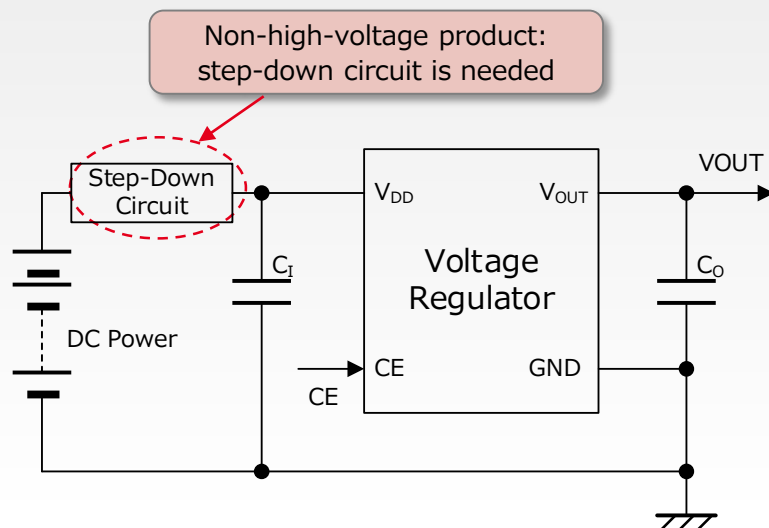 Non-high-voltage product:
step-down circuit is needed
Step-Down
Circuit
VDD
VOUT
VOUT
CI
Voltage
Regulator
CO
DC Power
CE
CE
GND